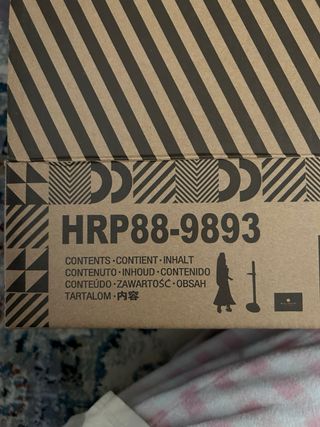 HRP88-9893
CONTENTS · CONTIENT · INHALT
CONTENUTO · INHOUD · CONTENIDO
CONTEÚDO · ZAWARTOŚĆ · OBSAH
TARTALOM · 内容